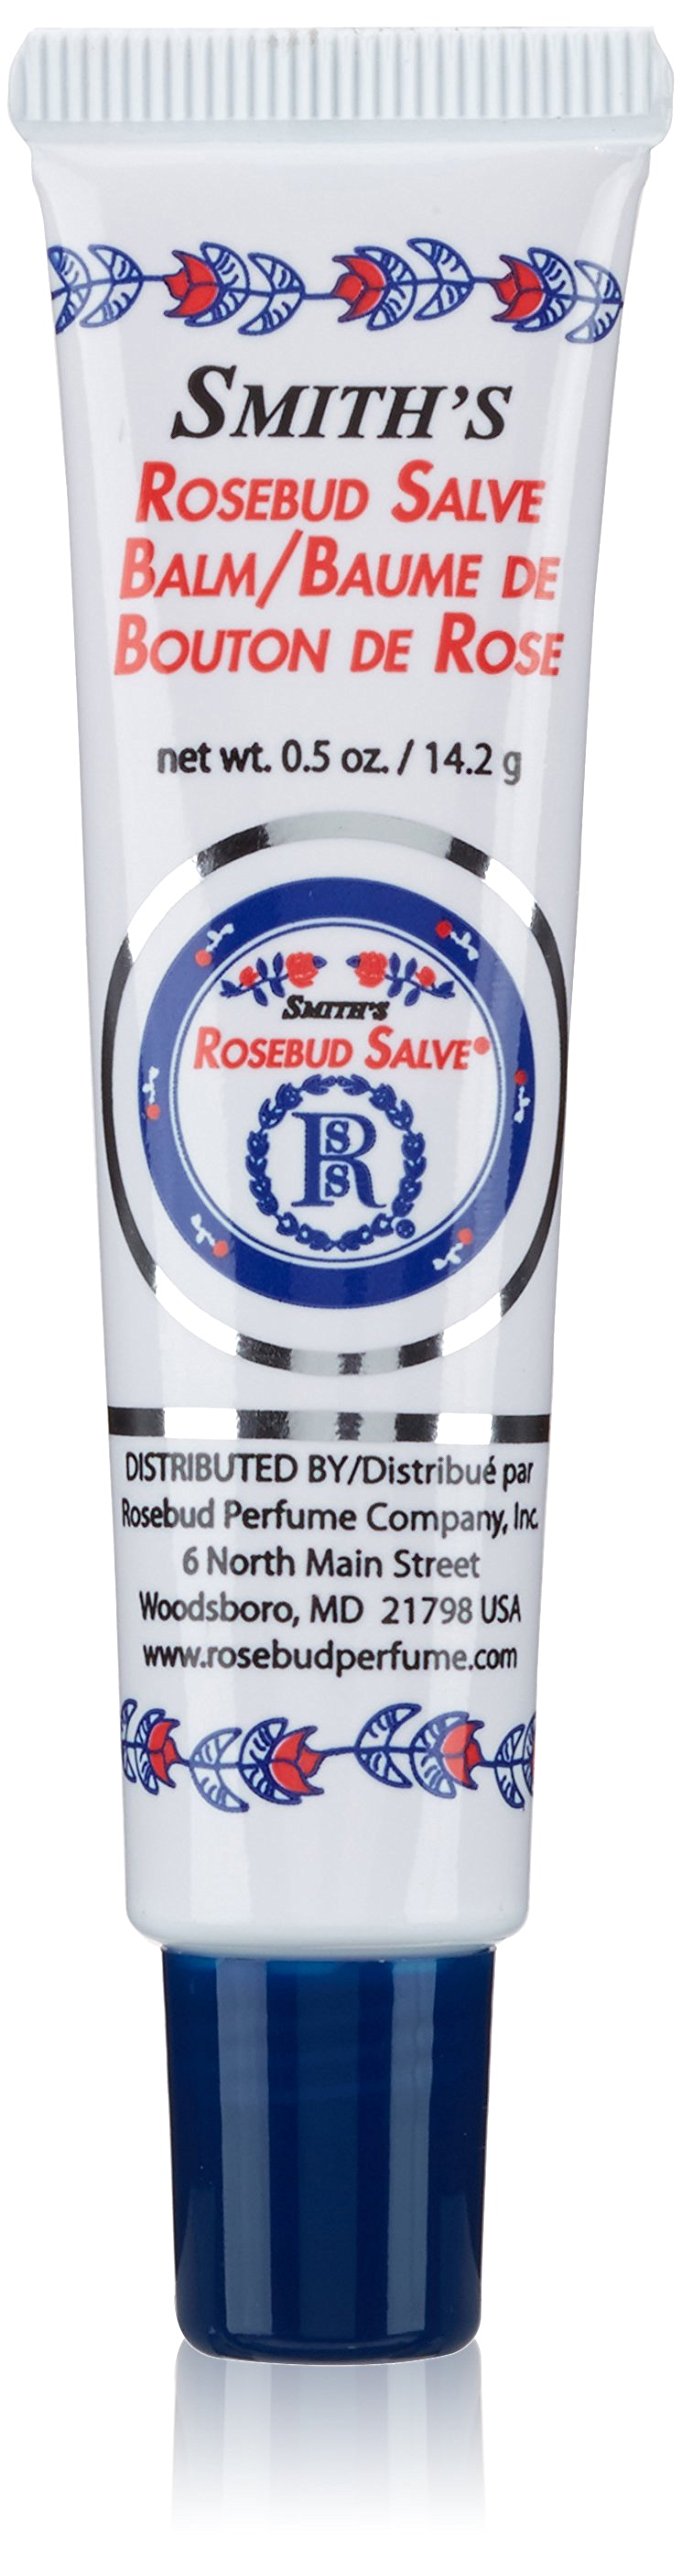 SMITH'S
ROSEBUD SALVE
BALM/BAUME DE
BOUTON DE ROSE
net wt. 0.5 oz. / 14.2 g
SMITH'S
ROSEBUD SALVE®
RSS
DISTRIBUTED BY/Distribué par
Rosebud Perfume Company, Inc.
6 North Main Street
Woodsboro, MD 21798 USA
www.rosebudperfume.com